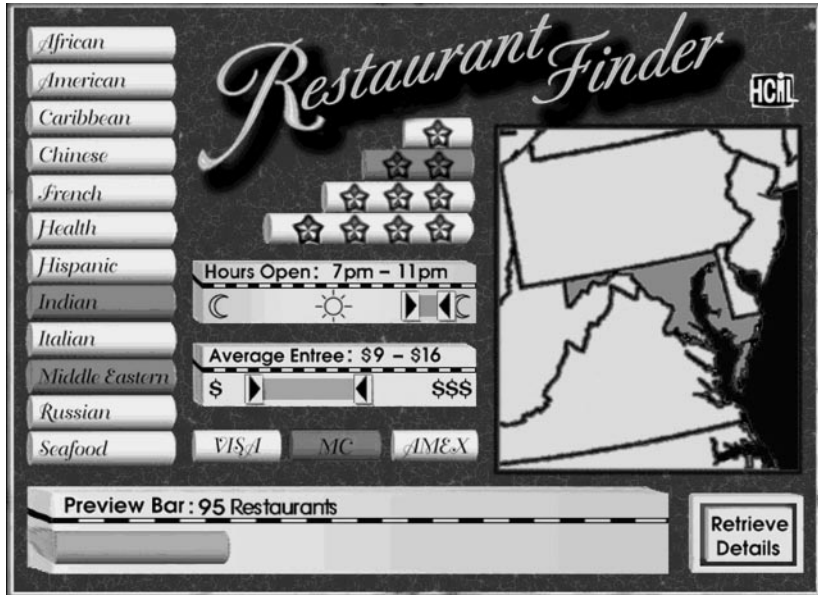 Restaurant Finder
HCIL
African
American
Caribbean
Chinese
French
Health
Hispanic
Indian
Italian
Middle Eastern
Russian
Seafood
Hours Open: 7pm – 11pm
Average Entree: $9 – $16
$ $$$
VISA MC AMEX
Preview Bar: 95 Restaurants
Retrieve
Details